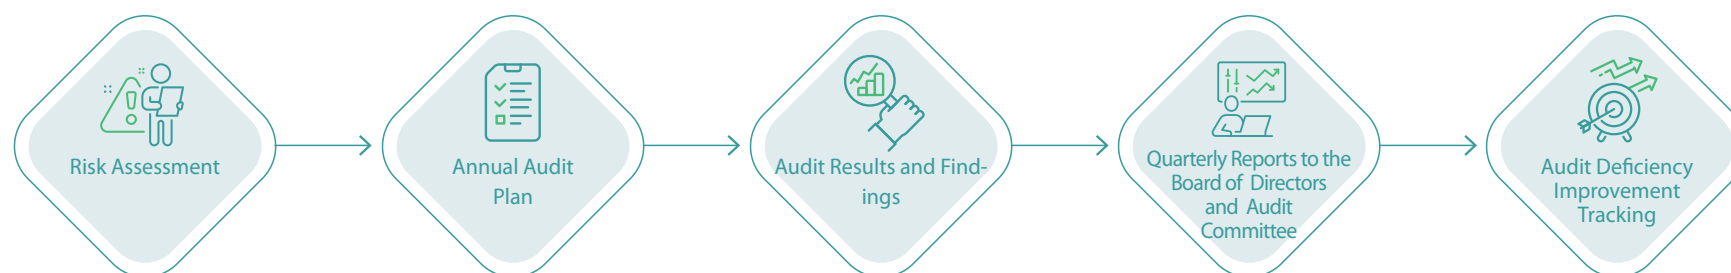 Risk Assessment
Annual Audit
Plan
Audit Results and Find-
ings
Quarterly Reports to the
Board of Directors
and Audit
Committee
Audit Deficiency
Improvement
Tracking